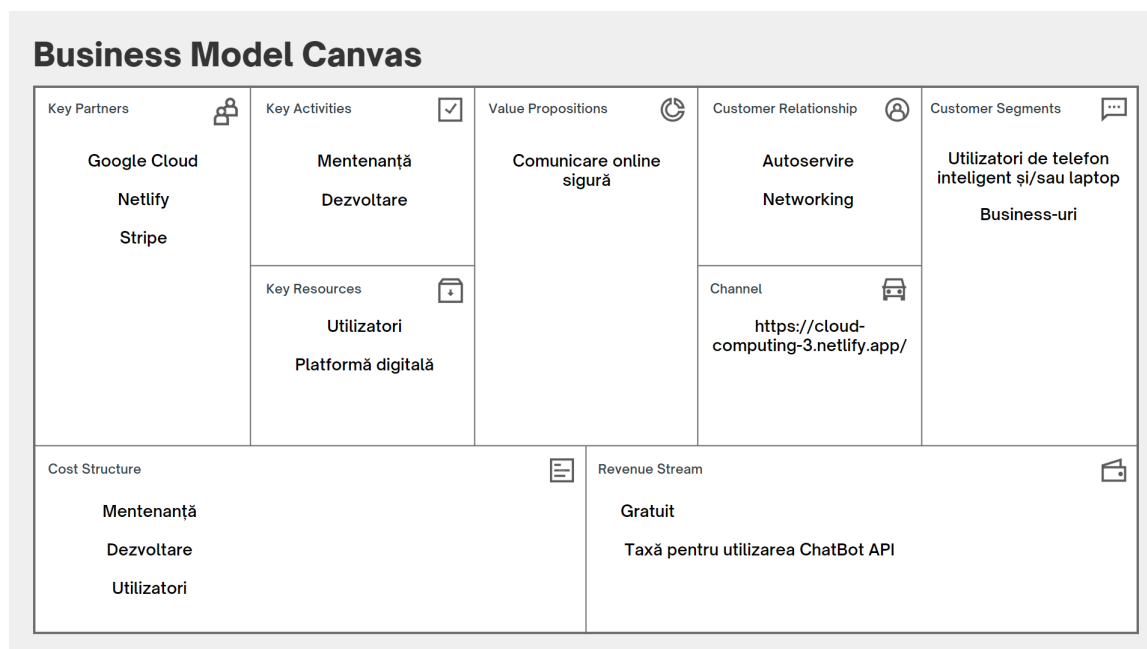 Business Model Canvas
Key Partners
Google Cloud
Netlify
Stripe
Key Activities
Mentenanță
Dezvoltare
Key Resources
Utilizatori
Platformă digitală
Value Propositions
Comunicare online
sigură
Customer Relationship
Autoservire
Networking
Channel
https://cloud-
computing-3.netlify.app/
Customer Segments
Utilizatori de telefon
inteligent și/sau laptop
Business-uri
Cost Structure
Mentenanță
Dezvoltare
Utilizatori
Revenue Stream
Gratuit
Taxă pentru utilizarea ChatBot API